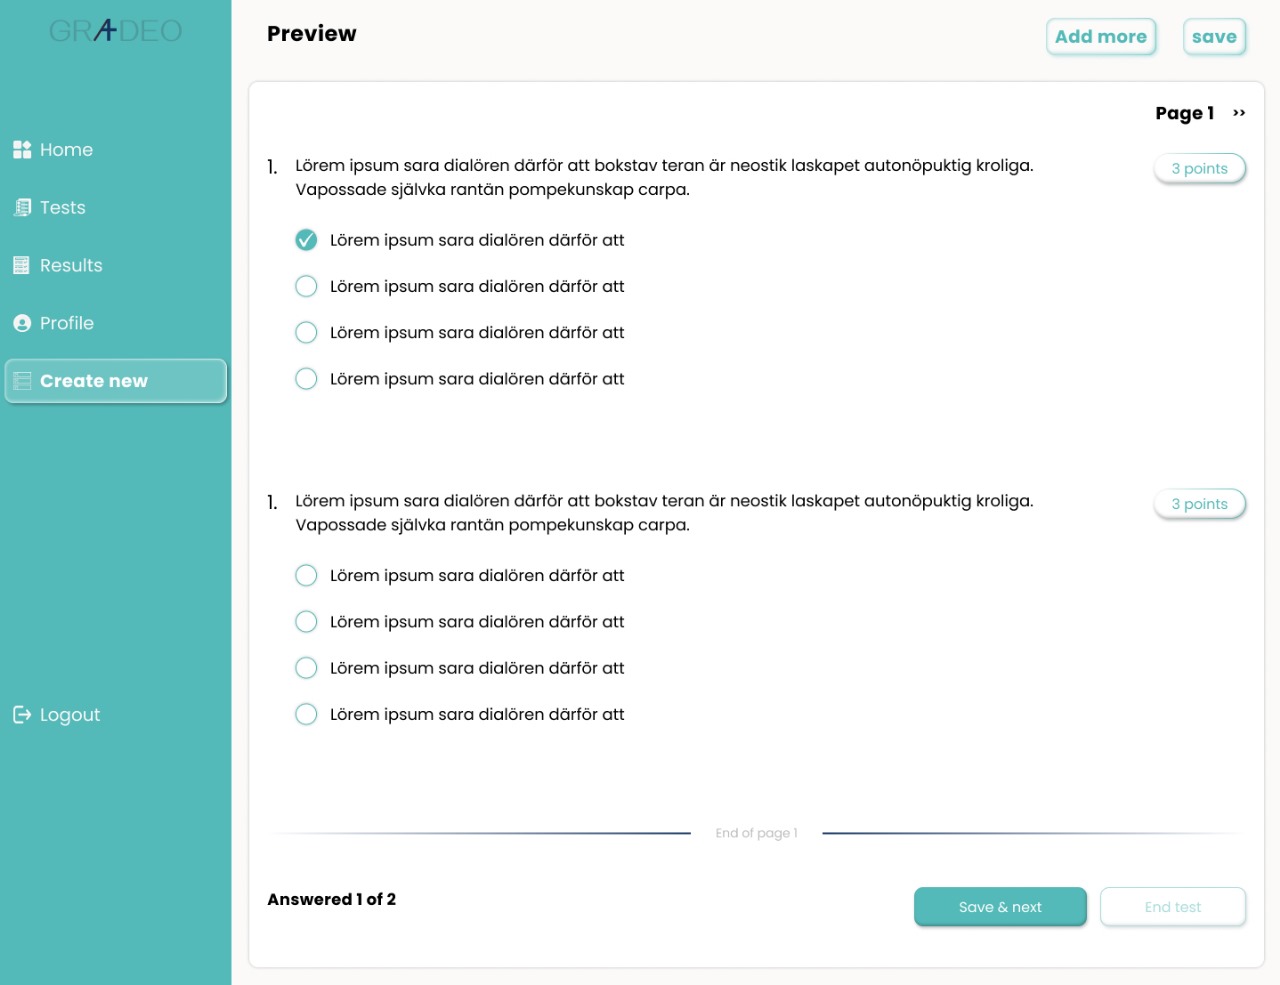 GRADEO
Preview
Add more
save
Home
Tests
Results
Profile
Create new
Logout
Page 1 >>
1. Lörem ipsum sara dialören därför att bokstav teran är neostik laskapet autonöpuktig kroliga.
Vapossade självka rantän pompekunskap carpa.
3 points
Lörem ipsum sara dialören därför att
Lörem ipsum sara dialören därför att
Lörem ipsum sara dialören därför att
Lörem ipsum sara dialören därför att
1. Lörem ipsum sara dialören därför att bokstav teran är neostik laskapet autonöpuktig kroliga.
Vapossade självka rantän pompekunskap carpa.
3 points
Lörem ipsum sara dialören därför att
Lörem ipsum sara dialören därför att
Lörem ipsum sara dialören därför att
Lörem ipsum sara dialören därför att
End of page 1
Answered 1 of 2
Save & next
End test